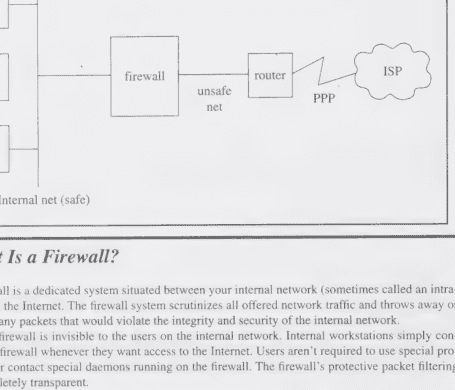 firewall
unsafe
net
router
PPP
ISP
Internal net (safe)
t Is a Firewall?
all is a dedicated system situated between your internal network (sometimes called an intra-
the Internet. The firewall system scrutinizes all offered network traffic and throws away o
any packets that would violate the integrity and security of the internal network.
firewall is invisible to the users on the internal network. Internal workstations simply con-
firewall whenever they want access to the Internet. Users aren't required to use special pro
r contact special daemons running on the firewall. The firewall's protective packet filtering
pletely transparent.